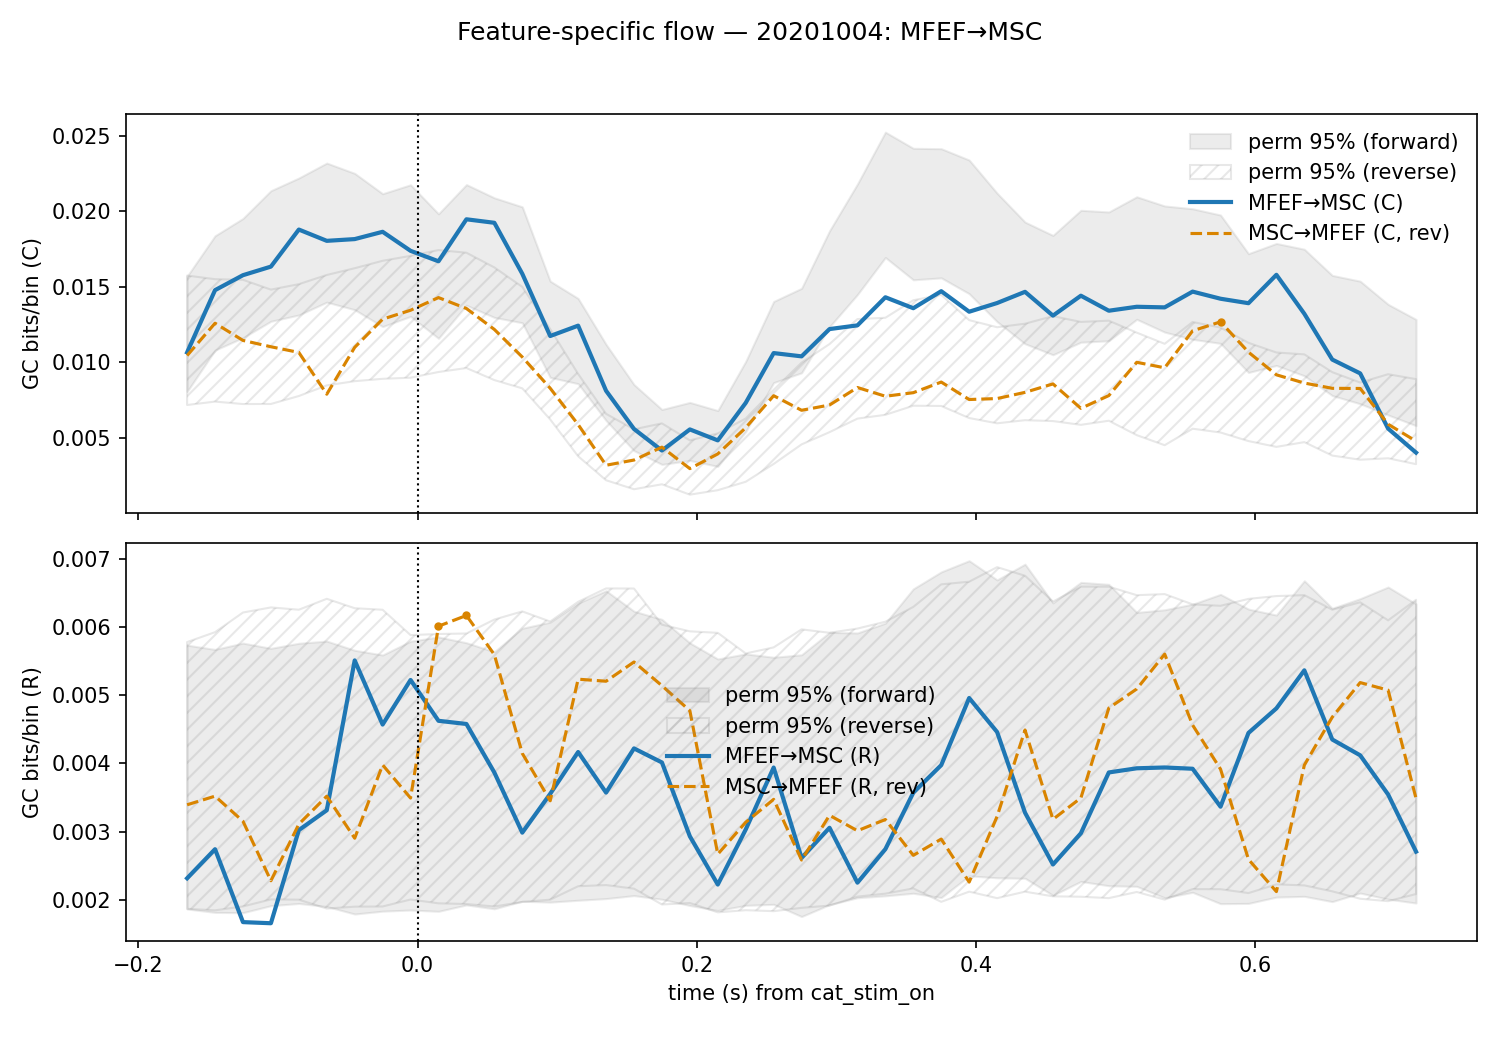 Feature-specific flow — 20201004: MFEF→MSC
GC bits/bin (C)
0.025
0.020
0.015
0.010
0.005
perm 95% (forward)
perm 95% (reverse)
MFEF→MSC (C)
MSC→MFEF (C, rev)
GC bits/bin (R)
0.007
0.006
0.005
0.004
0.003
0.002
perm 95% (forward)
perm 95% (reverse)
MFEF→MSC (R)
MSC→MFEF (R, rev)
−0.2 0.0 0.2 0.4 0.6
time (s) from cat_stim_on